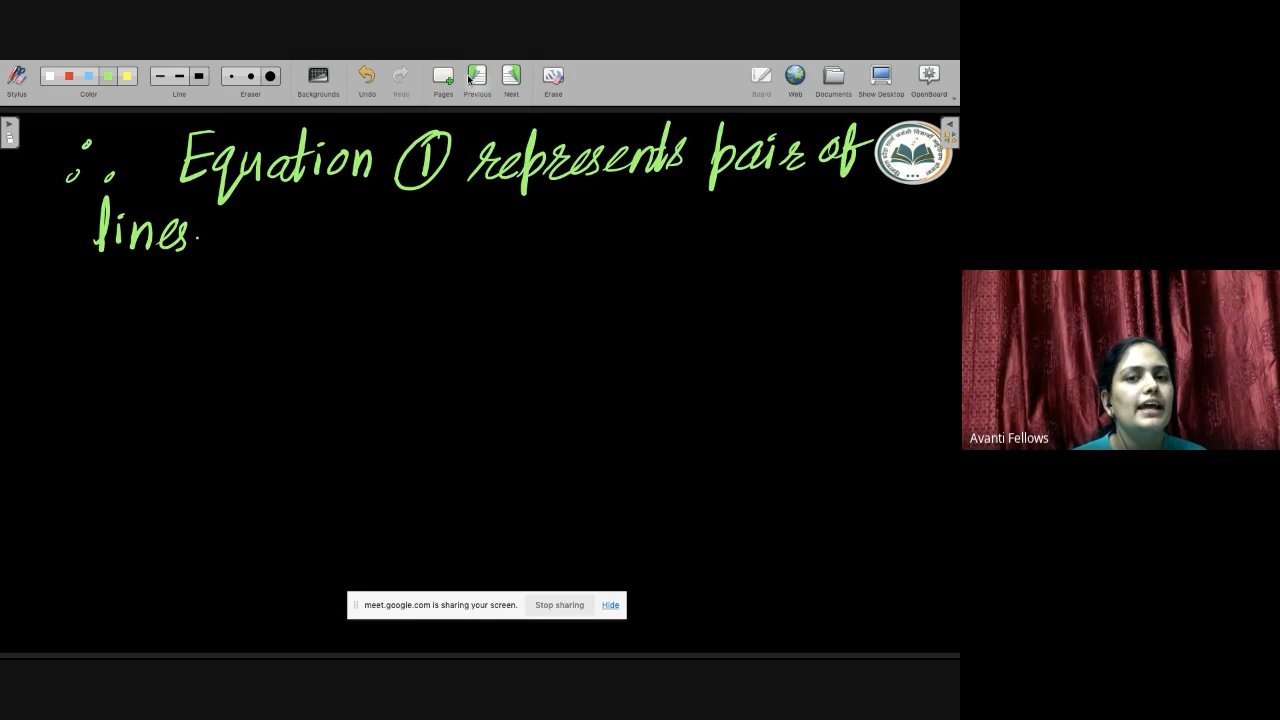 Stylus Color Line Eraser Backgrounds Undo Redo Pages Previous Next Erase Board Web Documents Show Desktop OpenBoard
∴ Equation ① represents pair of
lines.
Avanti Fellows
meet.google.com is sharing your screen. Stop sharing Hide